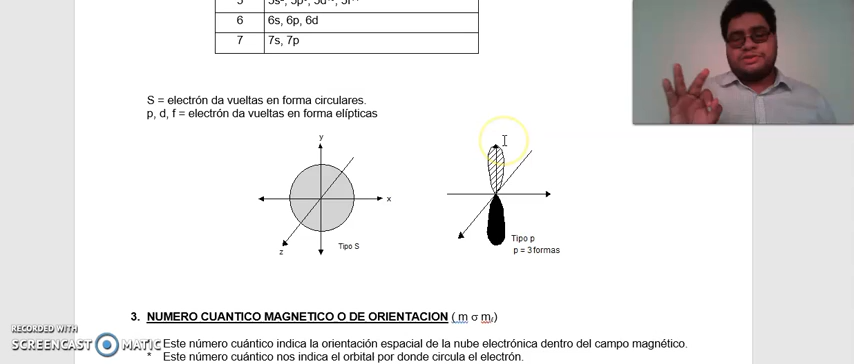 6 6s, 6p, 6d
7 7s, 7p
S = electrón da vueltas en forma circulares.
p, d, f = electrón da vueltas en forma elípticas
y
x
z
Tipo S
Tipo p
p = 3 formas
3. NUMERO CUANTICO MAGNETICO O DE ORIENTACION ( m σ mℓ)
* Este número cuántico indica la orientación espacial de la nube electrónica dentro del campo magnético.
* Este número cuántico nos indica el orbital por donde circula el electrón.
RECORDED WITH
SCREENCAST MATIC